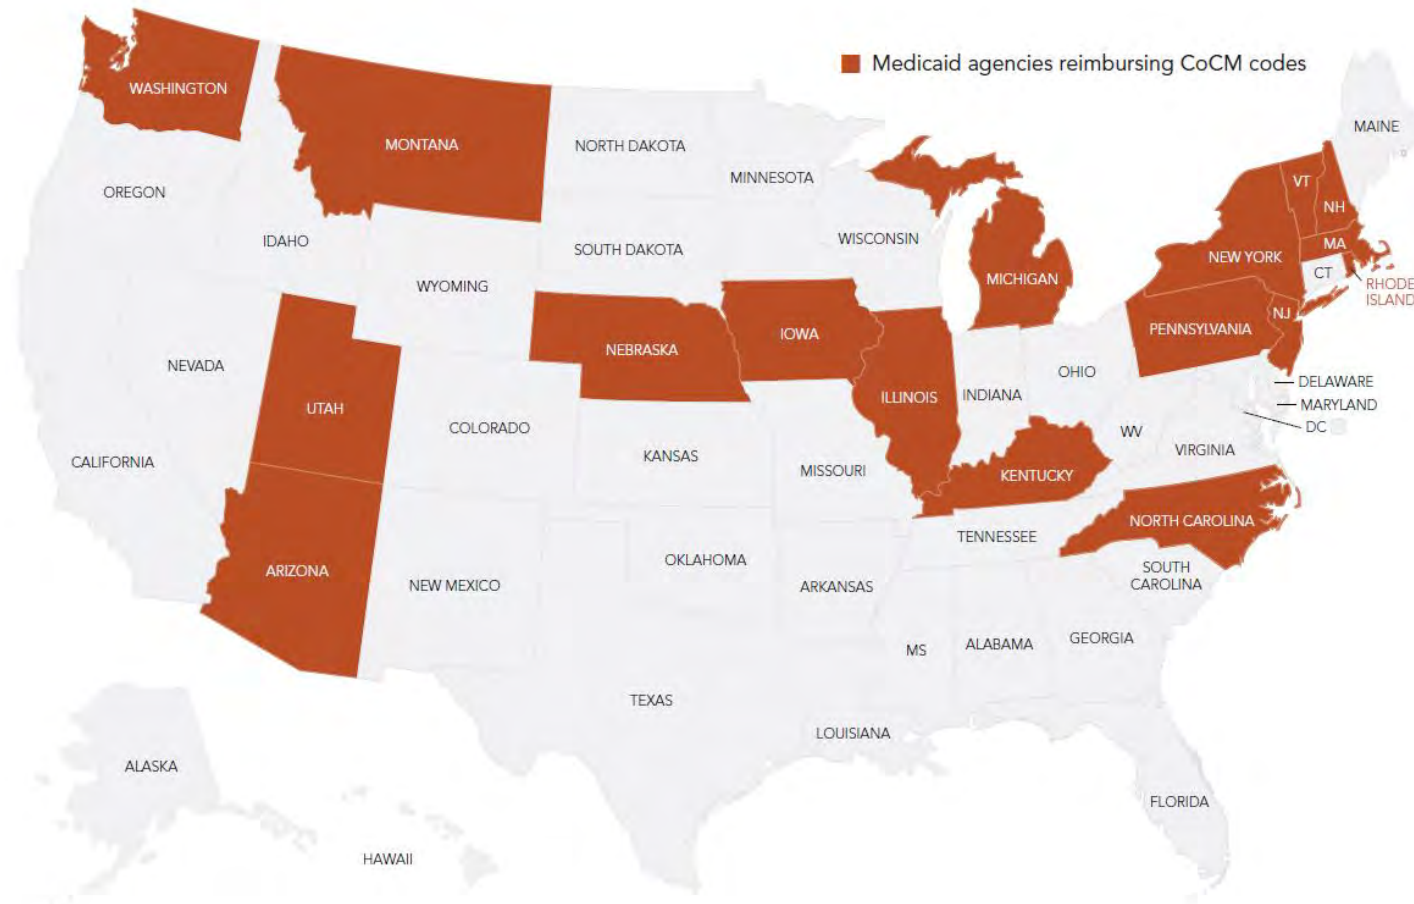 Medicaid agencies reimbursing CoCM codes
WASHINGTON
MONTANA
NORTH DAKOTA
MINNESOTA
MAINE
OREGON
IDAHO
WYOMING
SOUTH DAKOTA
WISCONSIN
MICHIGAN
VT
NH
NEW YORK
MA
CT
RHODE
ISLAND
NEVADA
UTAH
COLORADO
NEBRASKA
IOWA
ILLINOIS
INDIANA
OHIO
PENNSYLVANIA
NJ
DELAWARE
MARYLAND
DC
CALIFORNIA
KANSAS
MISSOURI
KENTUCKY
WV
VIRGINIA
ARIZONA
NEW MEXICO
OKLAHOMA
ARKANSAS
TENNESSEE
NORTH CAROLINA
SOUTH
CAROLINA
TEXAS
LOUISIANA
MS
ALABAMA
GEORGIA
FLORIDA
ALASKA
HAWAII